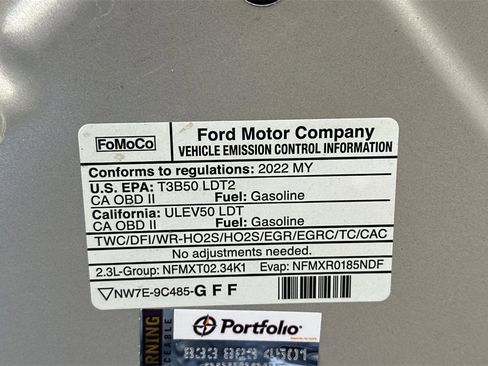 FoMoCo
Ford Motor Company
VEHICLE EMISSION CONTROL INFORMATION
Conforms to regulations: 2022 MY
U.S. EPA: T3B50 LDT2
CA OBD II Fuel: Gasoline
California: ULEV50 LDT
CA OBD II Fuel: Gasoline
TWC/DFI/WR-HO2S/HO2S/EGR/EGRC/TC/CAC
No adjustments needed.
2.3L-Group: NFMXT02.34K1 Evap: NFMXR0185NDF
NW7E-9C485-GFF
Portfolio